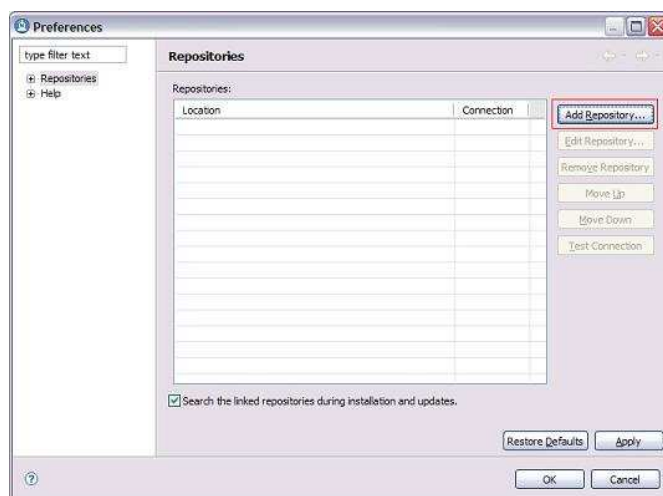 Preferences
type filter text
Repositories
Help
Repositories
Repositories:
Location Connection
Add Repository...
Edit Repository...
Remove Repository
Move Up
Move Down
Test Connection
Search the linked repositories during installation and updates.
Restore Defaults Apply
OK Cancel